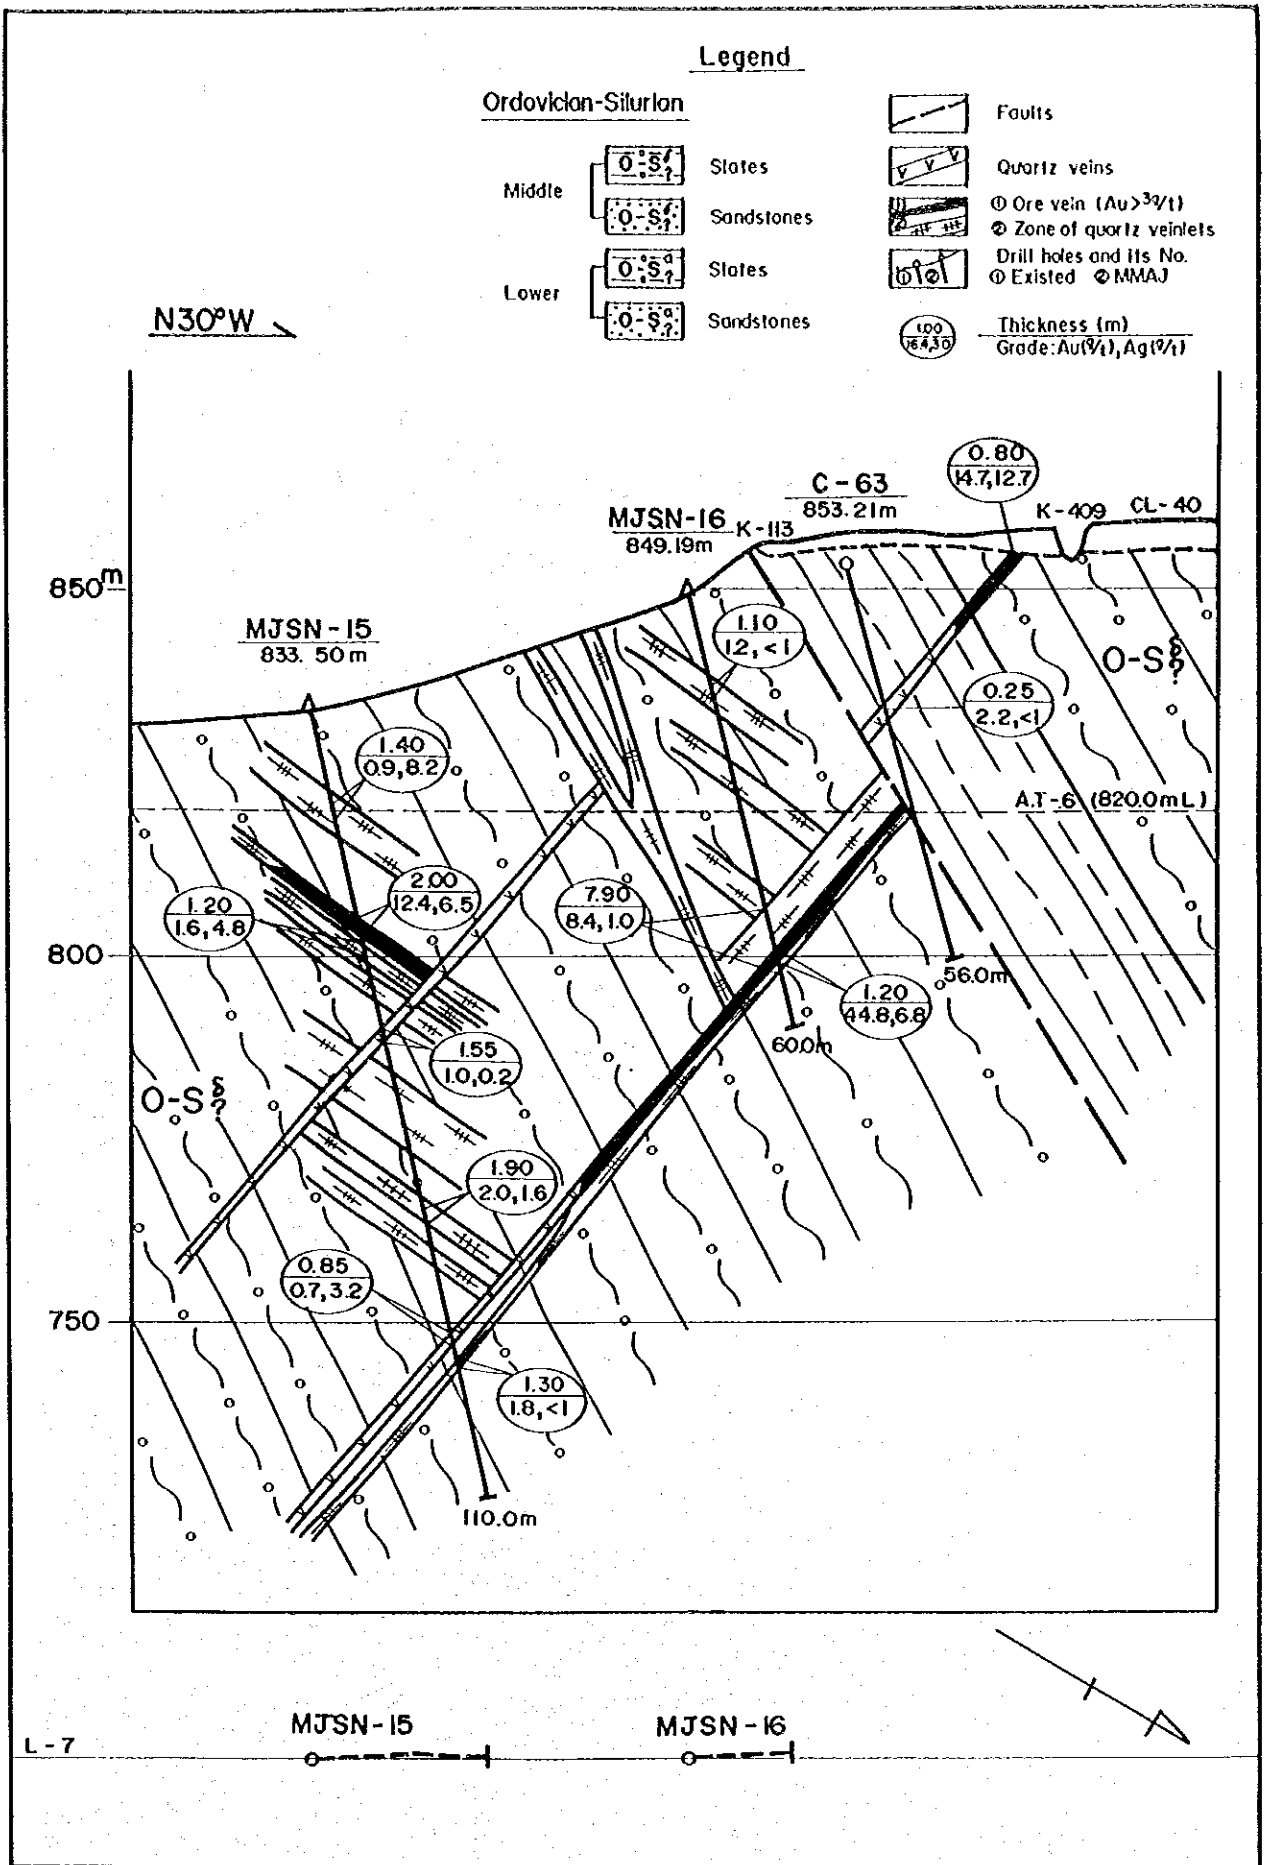 Legend
Ordovician-Silurian
Middle
O-S? Slates
O-S? Sandstones
Lower
O-S? Slates
O-S? Sandstones
Faults
Quartz veins
① Ore vein (Au>3g/t)
② Zone of quartz veinlets
Drill holes and its No.
① Existed ② MMAJ
1.00
16.4,3.0
Thickness (m)
Grade:Au(g/t),Ag(g/t)
N30°W
0.80
14.7,12.7
C-63
853.21m
MJSN-16
849.19m
K-113
K-409
CL-40
850m
MJSN-15
833.50m
1.10
1.2,<1
O-S?
0.25
2.2,<1
1.40
0.9,8.2
A.T-6 (820.0mL)
2.00
12.4,6.5
1.20
1.6,4.8
7.90
8.4,1.0
800
56.0m
1.20
44.8,6.8
60.0m
1.55
1.0,0.2
O-S?
1.90
2.0,1.6
0.85
0.7,3.2
750
1.30
1.8,<1
110.0m
MJSN-15
MJSN-16
L-7